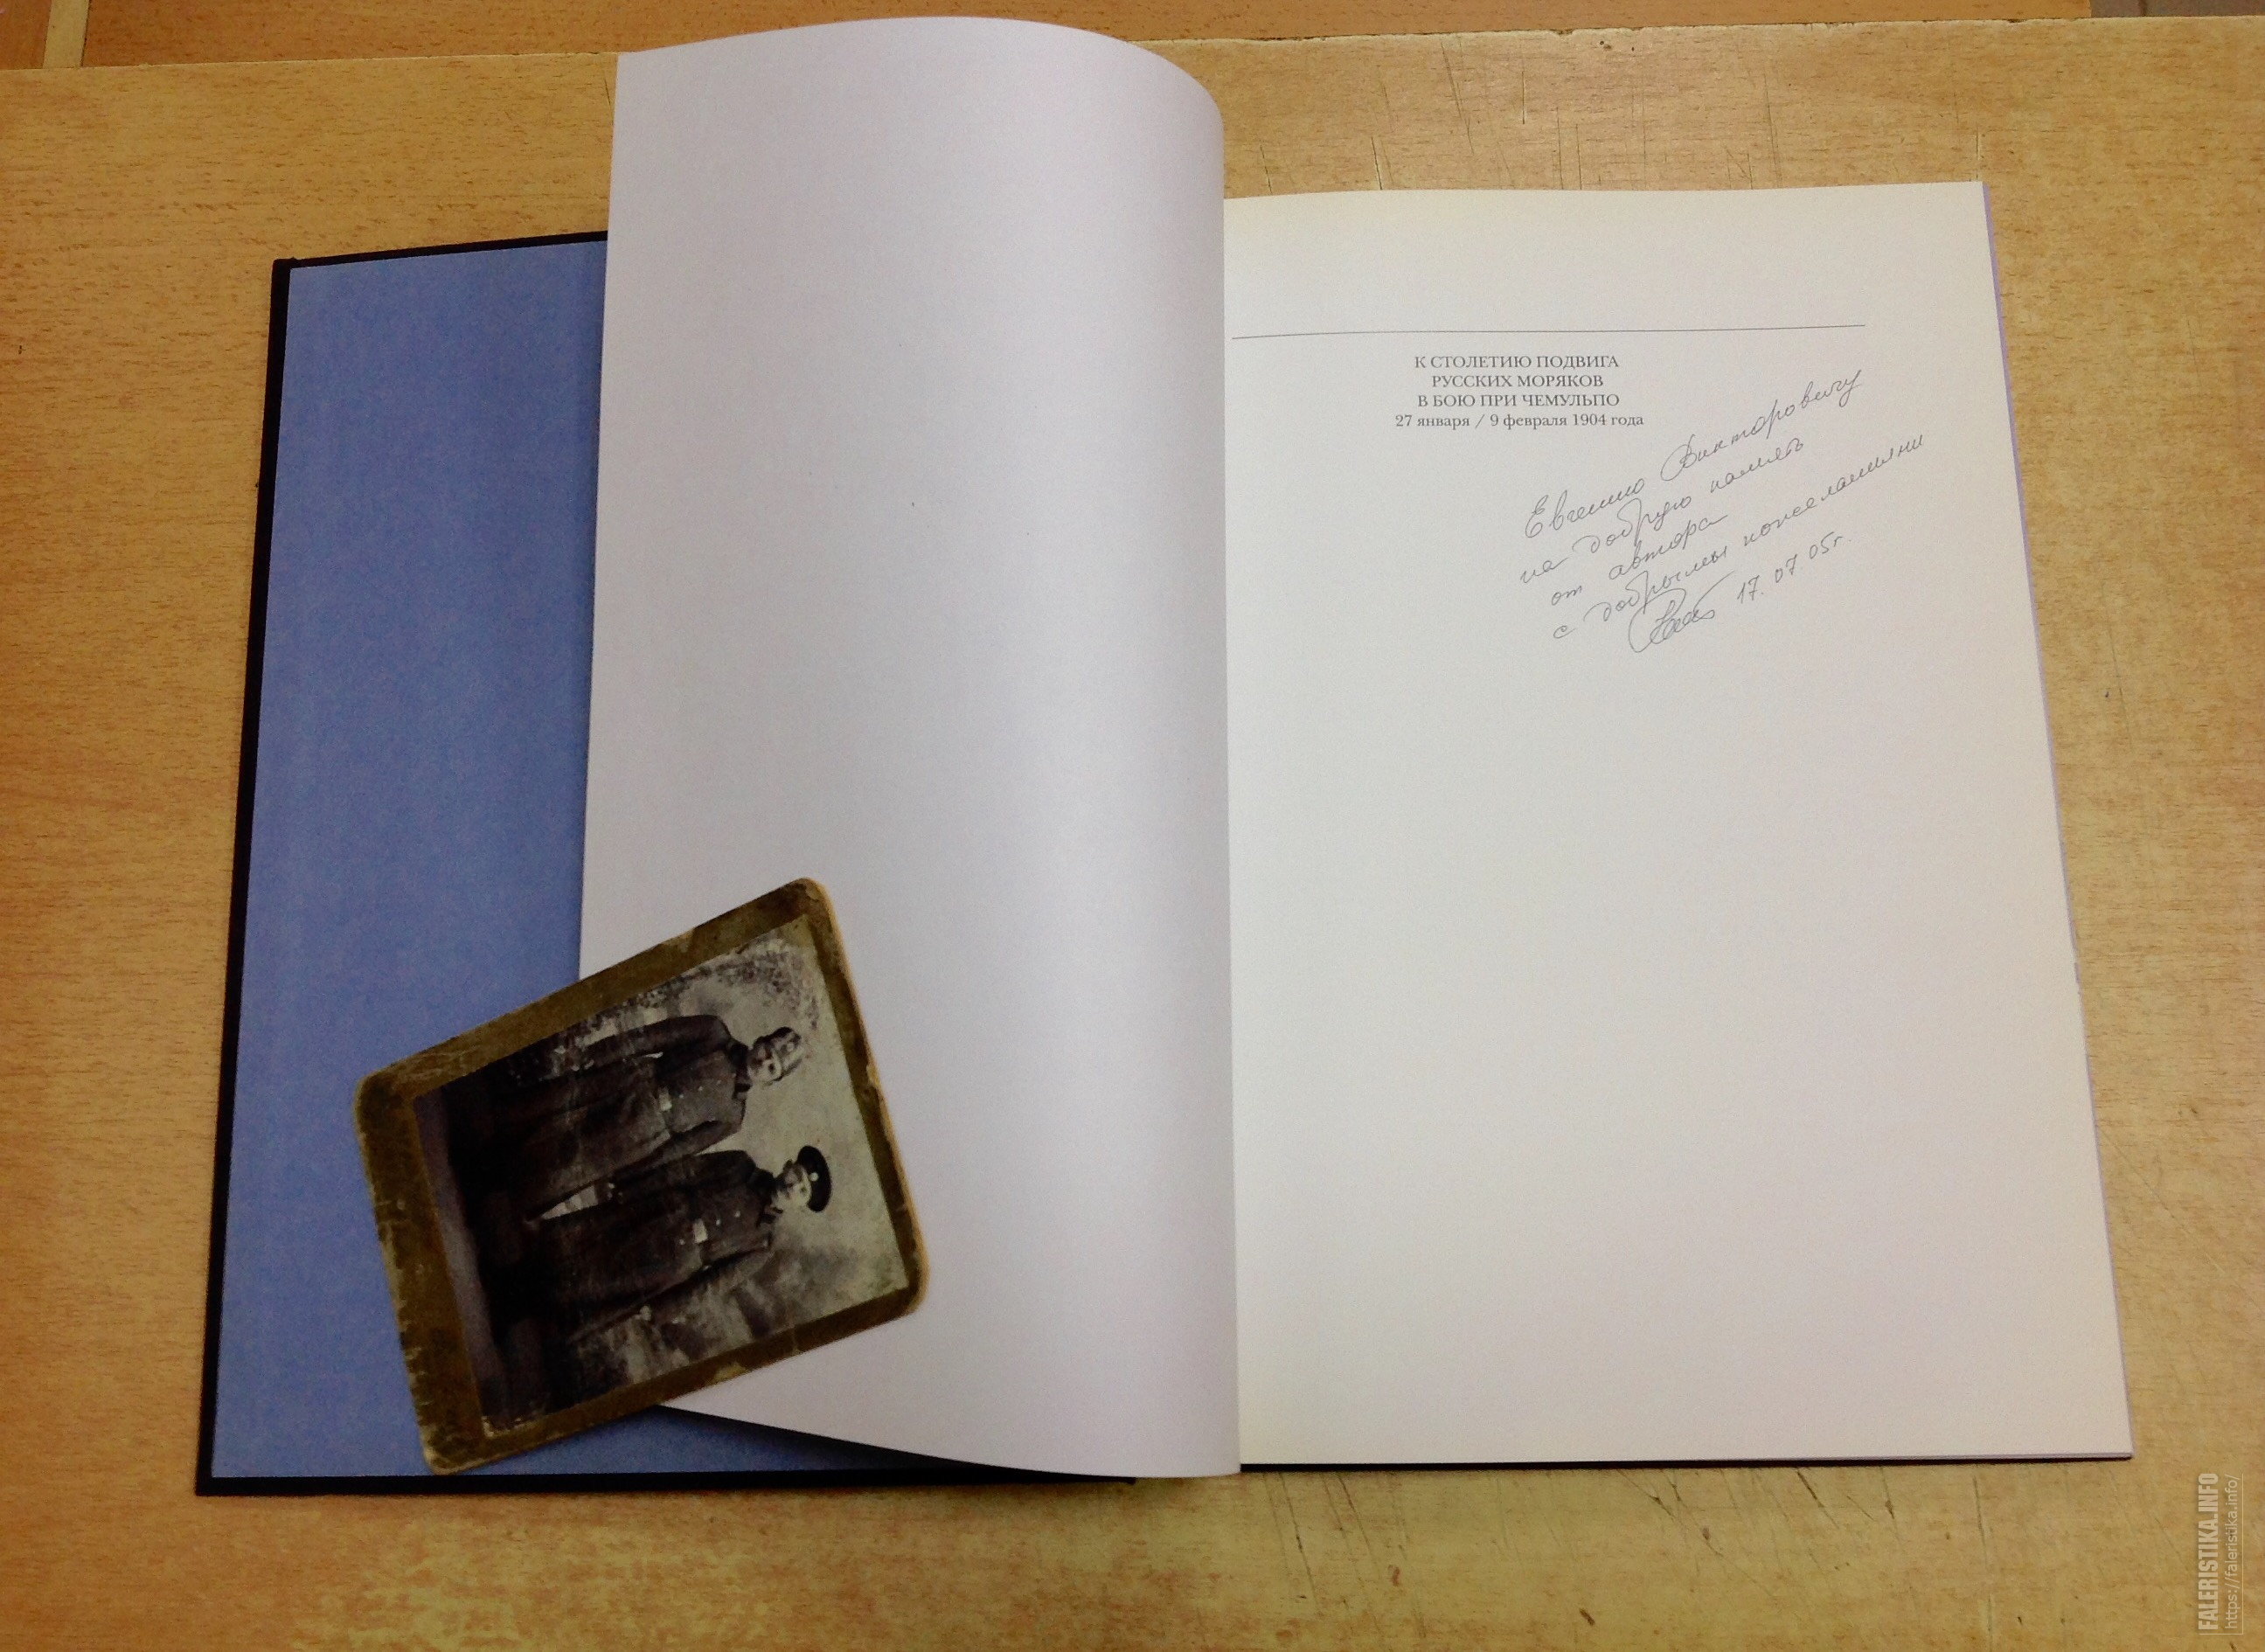 К СТОЛЕТИЮ ПОДВИГА
РУССКИХ МОРЯКОВ
В БОЮ ПРИ ЧЕМУЛЬПО
27 января / 9 февраля 1904 года
Евгению Викторовичу
на добрую память
от автора
с добрыми пожеланиями
17.07 05г.
FALERISTIKA.INFO
https://faleristika.info/